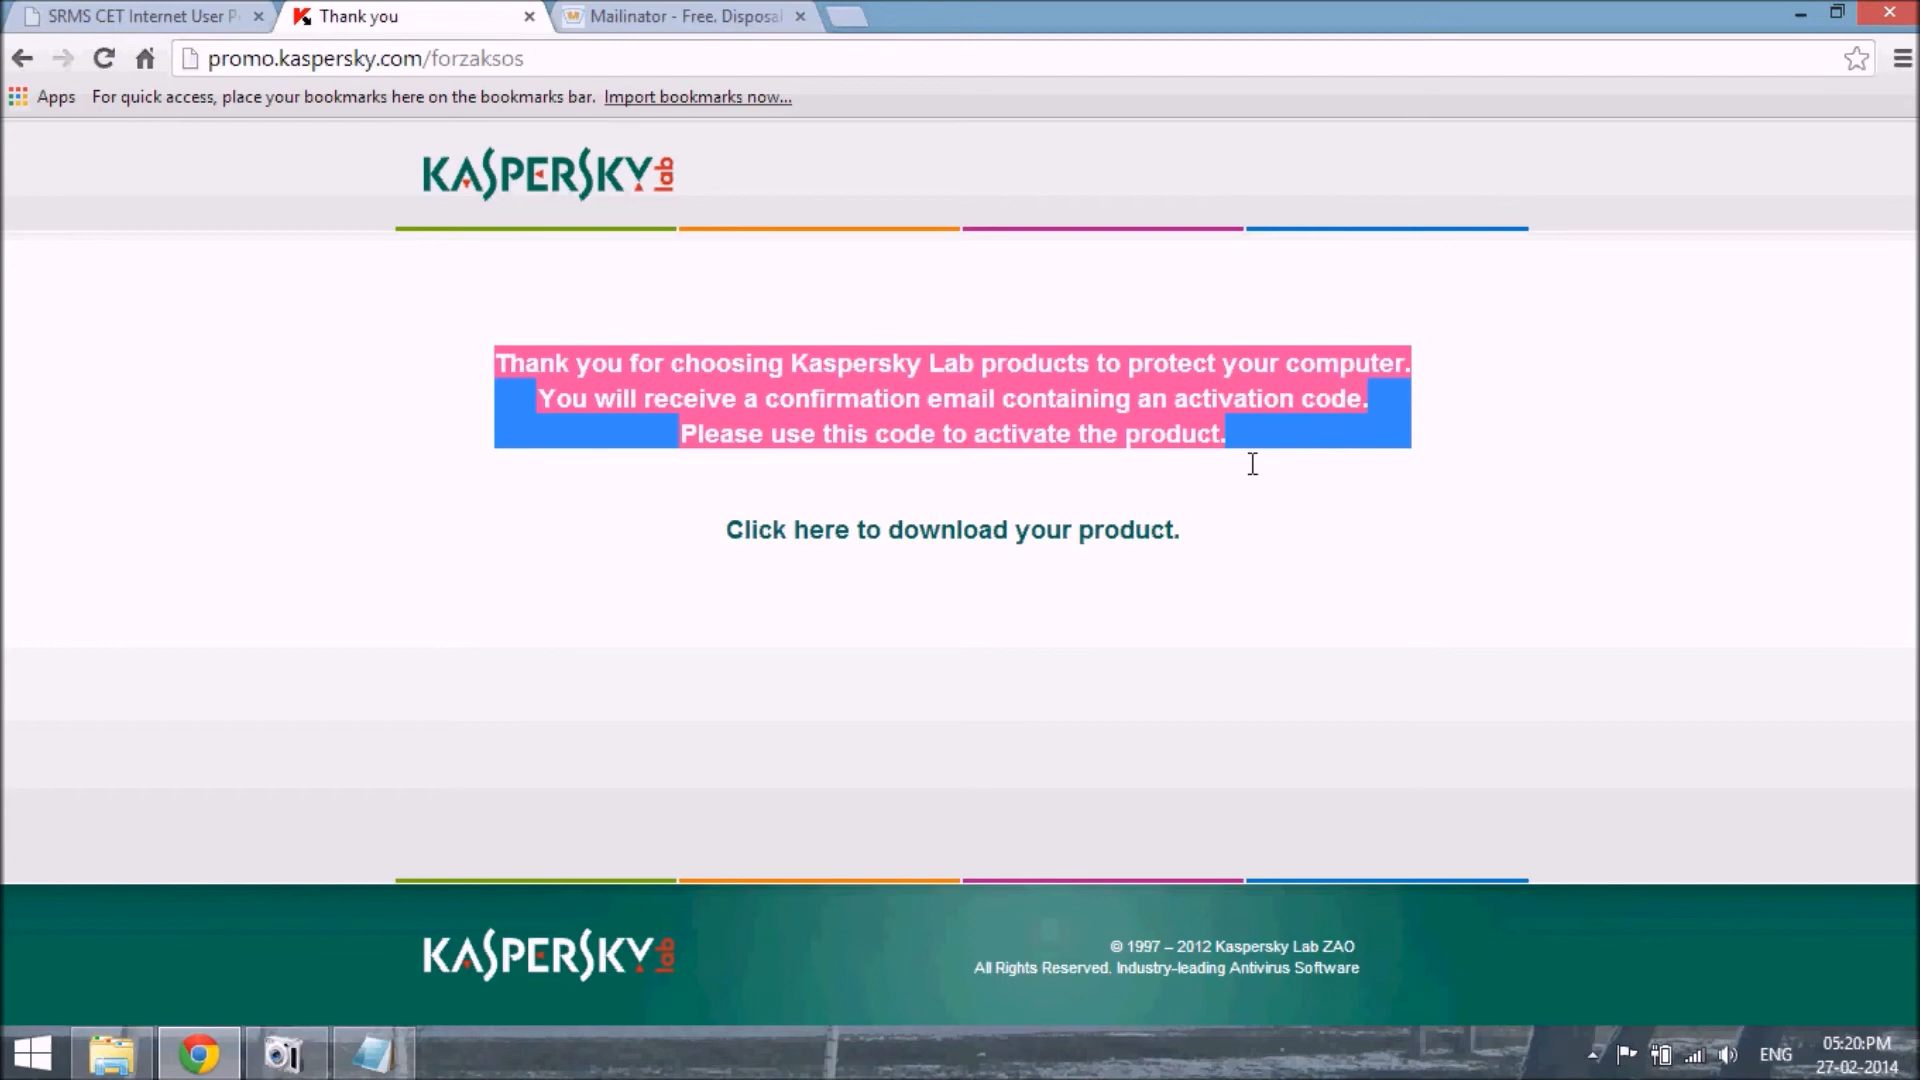 SRMS CET Internet User P
Thank you
Mailinator - Free. Disposal
promo.kaspersky.com/forzaksos
Apps For quick access, place your bookmarks here on the bookmarks bar. Import bookmarks now...
KASPERSKY lab
Thank you for choosing Kaspersky Lab products to protect your computer.
You will receive a confirmation email containing an activation code.
Please use this code to activate the product.
Click here to download your product.
KASPERSKY lab
© 1997 – 2012 Kaspersky Lab ZAO
All Rights Reserved. Industry-leading Antivirus Software
ENG
05:20:PM
27-02-2014